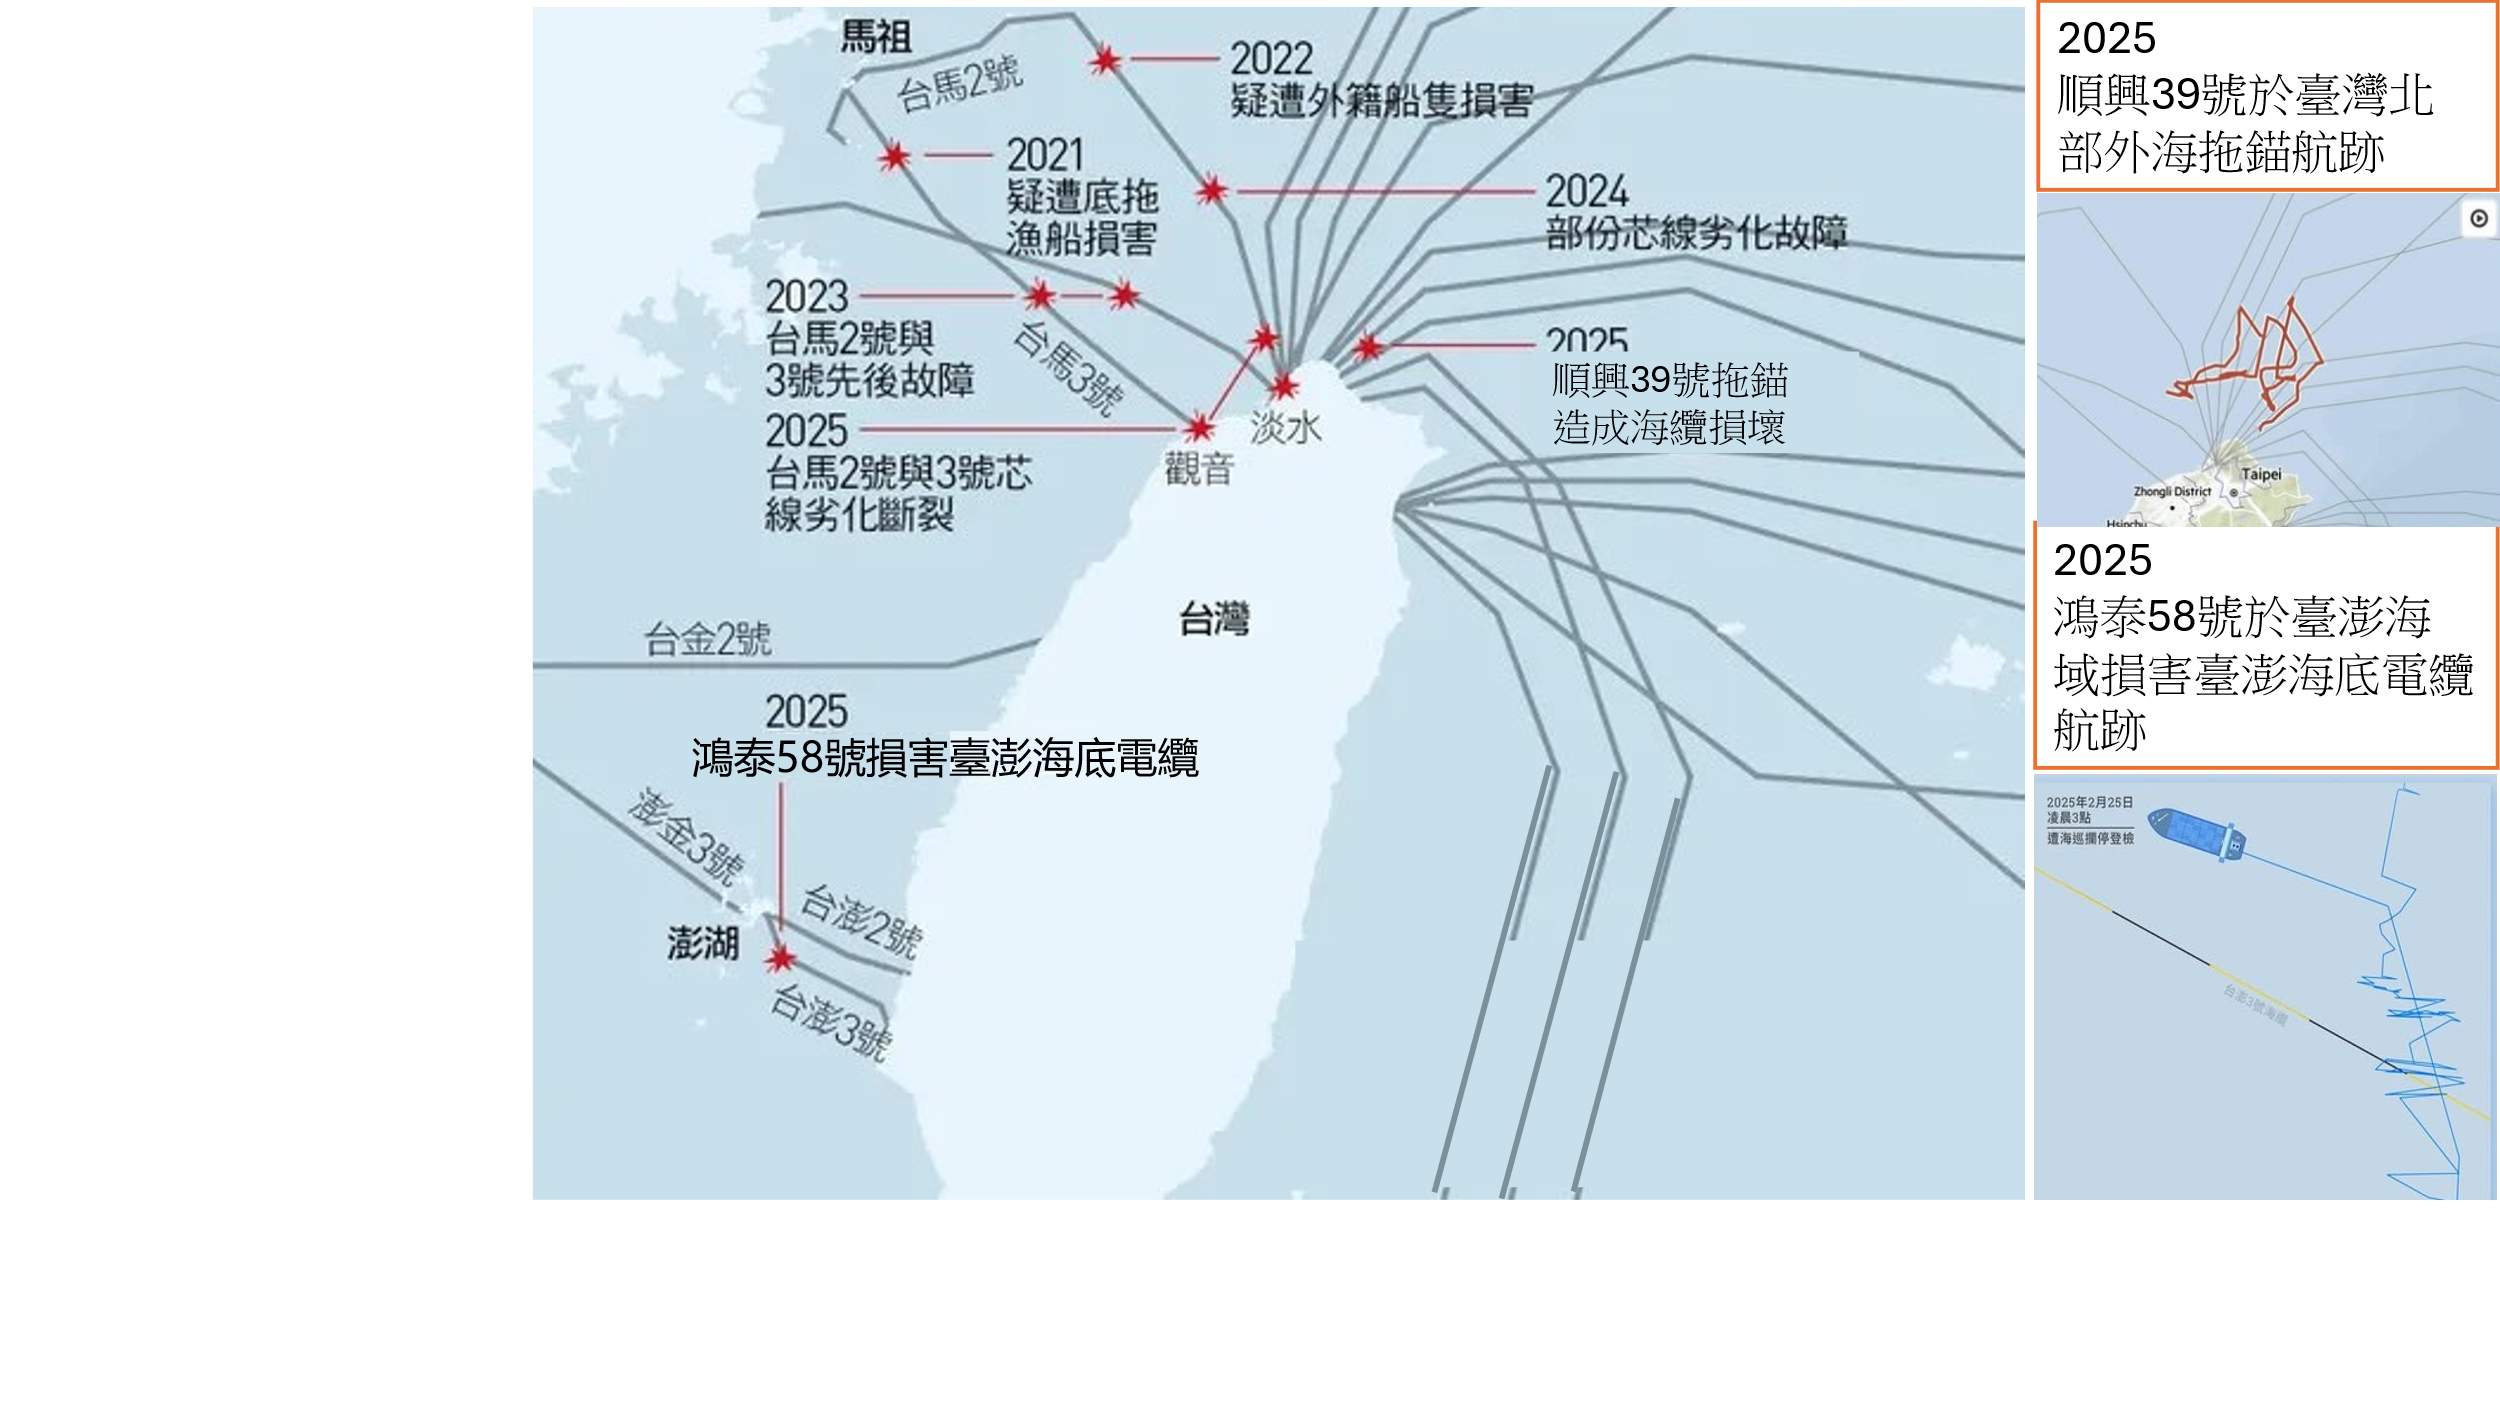 馬祖
台馬2號
2022
疑遭外籍船隻損害
2021
疑遭底拖
漁船損害
2024
部份芯線劣化故障
2023
台馬2號與
3號先後故障
台馬3號
2025
順興39號拖錨
造成海纜損壞
2025
台馬2號與3號芯
線劣化斷裂
淡水
觀音
台灣
台金2號
2025
鴻泰58號損害臺澎海底電纜
澎金3號
台澎2號
澎湖
台澎3號
2025
順興39號於臺灣北
部外海拖錨航跡
Taipei
Zhongli District
Hsinchu
2025
鴻泰58號於臺澎海
域損害臺澎海底電纜
航跡
2025年2月25日
凌晨3點
遭海巡攔停登檢
台澎3號海纜